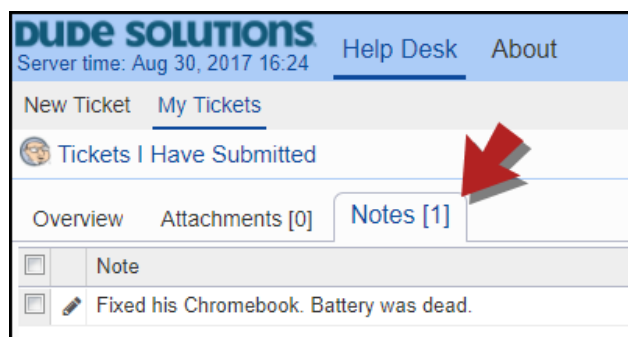 DUDE SOLUTIONS
Server time: Aug 30, 2017 16:24
Help Desk About
New Ticket My Tickets
Tickets I Have Submitted
Overview Attachments [0] Notes [1]
Note
Fixed his Chromebook. Battery was dead.